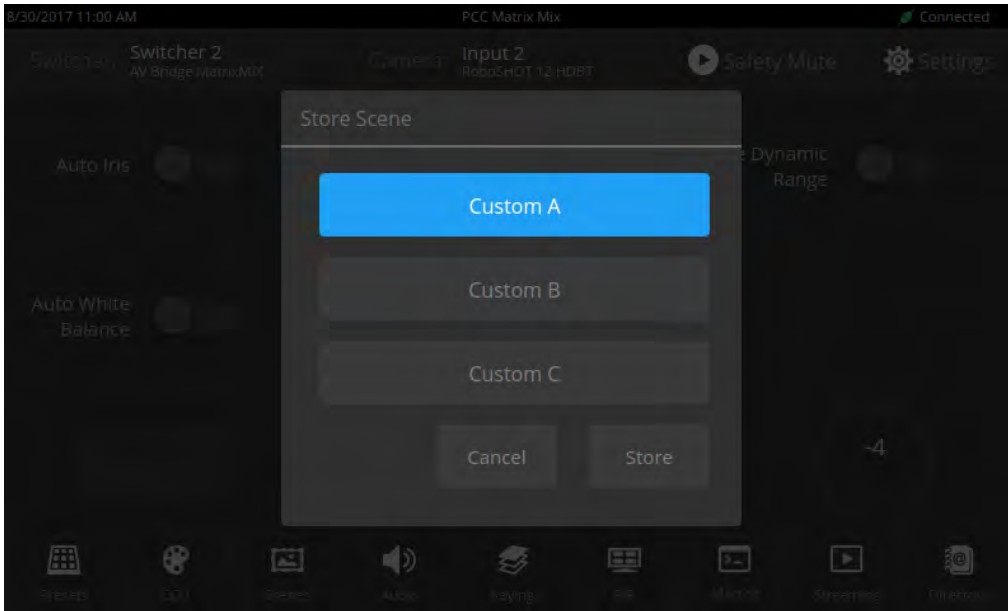 8/30/2017 11:00 AM
PCC Matrix Mix
Connected
Switcher:
Switcher 2
AV Bridge MatrixMIX
Camera:
Input 2
RoboSHOT 12 HDBT
Safety Mute
Settings
Store Scene
Auto Iris
Dynamic
Range
Custom A
Custom B
Auto White
Balance
Custom C
Cancel
Store
-4
Presets
CCU
Scenes
Audio
Keying
PIP
Macros
Streaming